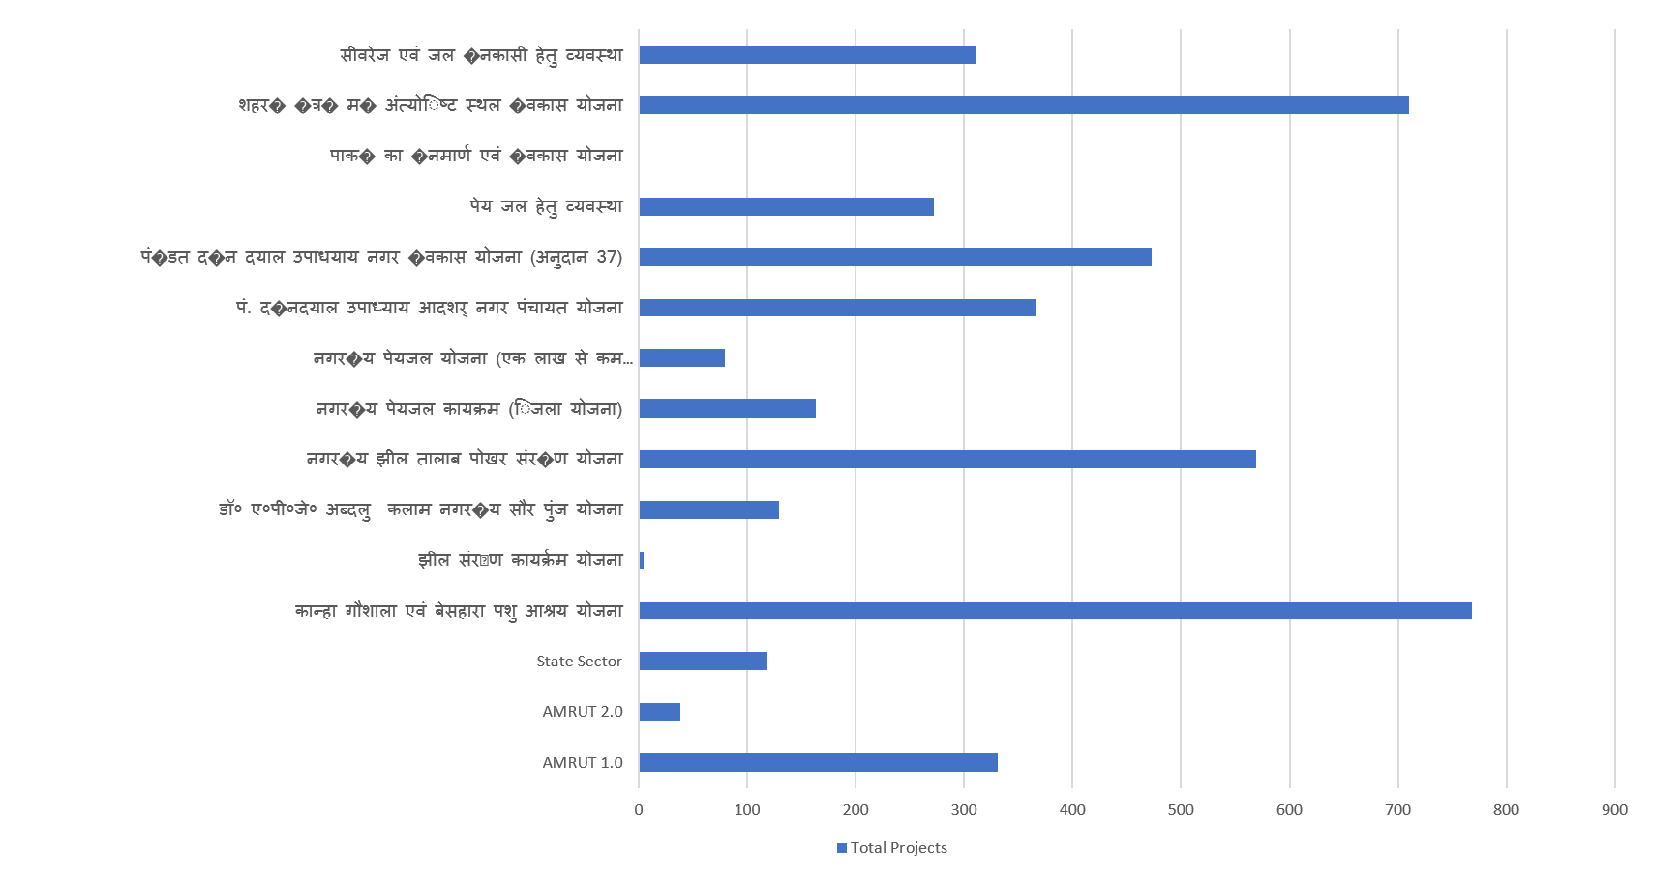 सीवरेज एवं जल �नकासी हेतु व्यवस्था
शहर� �त्र� म� अंत्योिष्ट स्थल �वकास योजना
पाक� का �नमार्ण एवं �वकास योजना
पेय जल हेतु व्यवस्था
पं�डत द�न दयाल उपाधयाय नगर �वकास योजना (अनुदान 37)
पं. द�नदयाल उपाध्याय आदशर् नगर पंचायत योजना
नगर�य पेयजल योजना (एक लाख से कम...
नगर�य पेयजल कायक्रम (िजला योजना)
नगर�य झील तालाब पोखर संर�ण योजना
डॉ० ए०पी०जे० अब्दलु कलाम नगर�य सौर पुंज योजना
झील संर�ण कायर्क्रम योजना
कान्हा गौशाला एवं बेसहारा पशु आश्रय योजना
State Sector
AMRUT 2.0
AMRUT 1.0
0 100 200 300 400 500 600 700 800 900
Total Projects